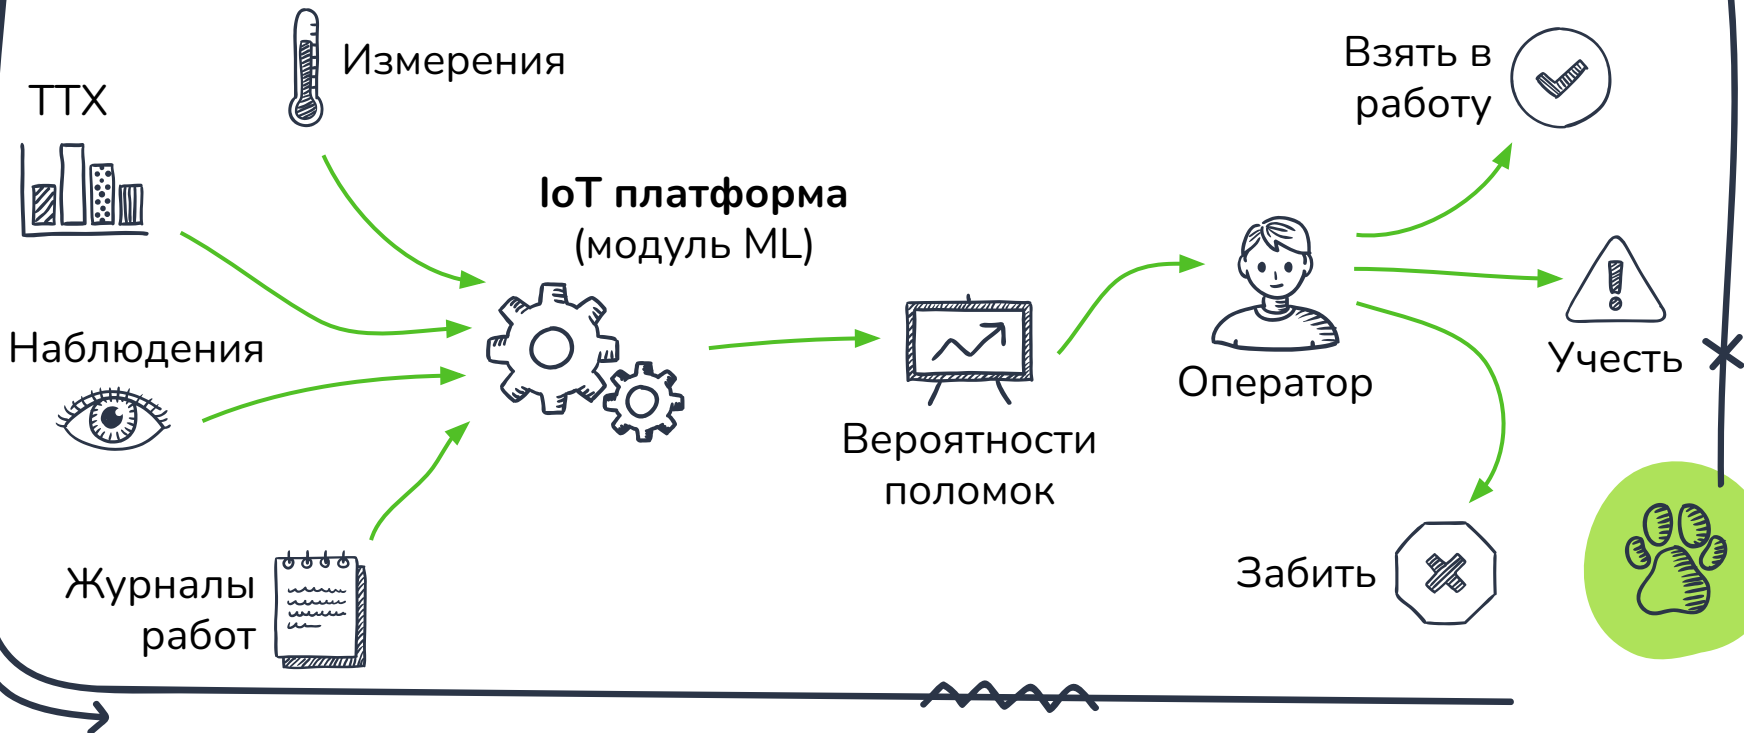 Измерения
ТТХ
Взять в
работу
IoT платформа
(модуль ML)
Наблюдения
Учесть
Оператор
Вероятности
поломок
Журналы
работ
Забить